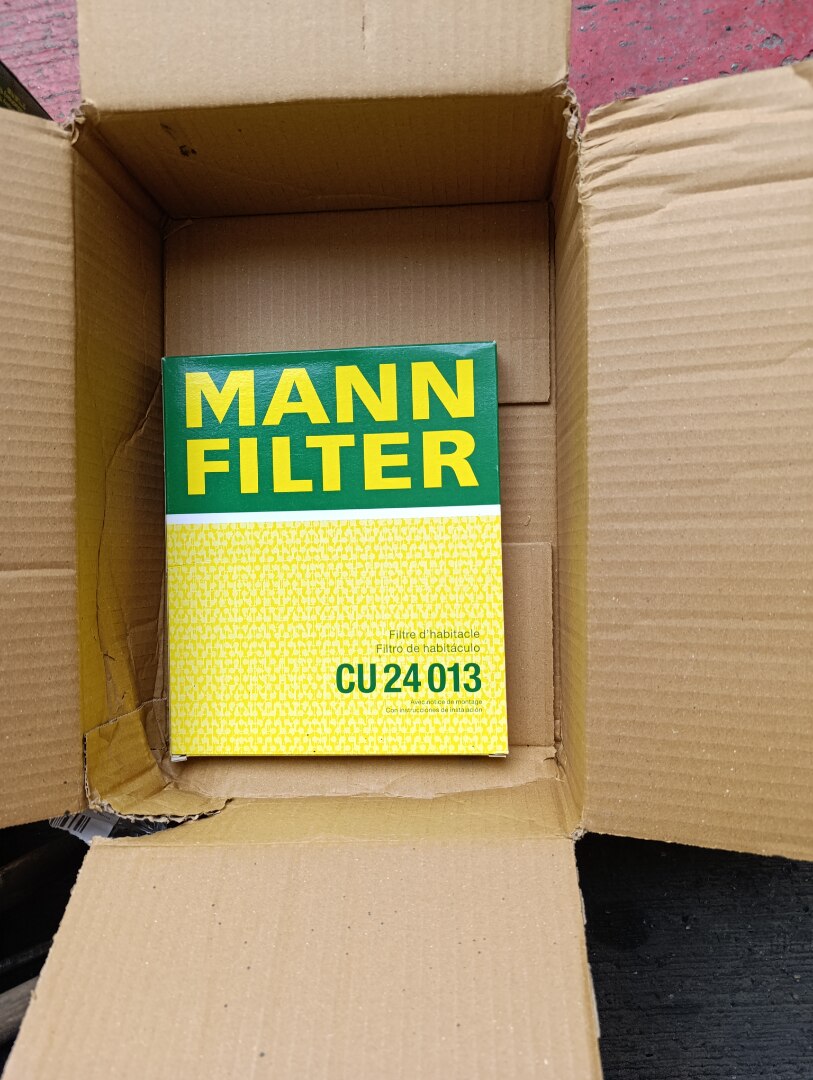 MANN
FILTER
Filtre d'habitacle
Filtro de habitáculo
CU 24 013
Avec notice de montage
Con instrucciones de instalación